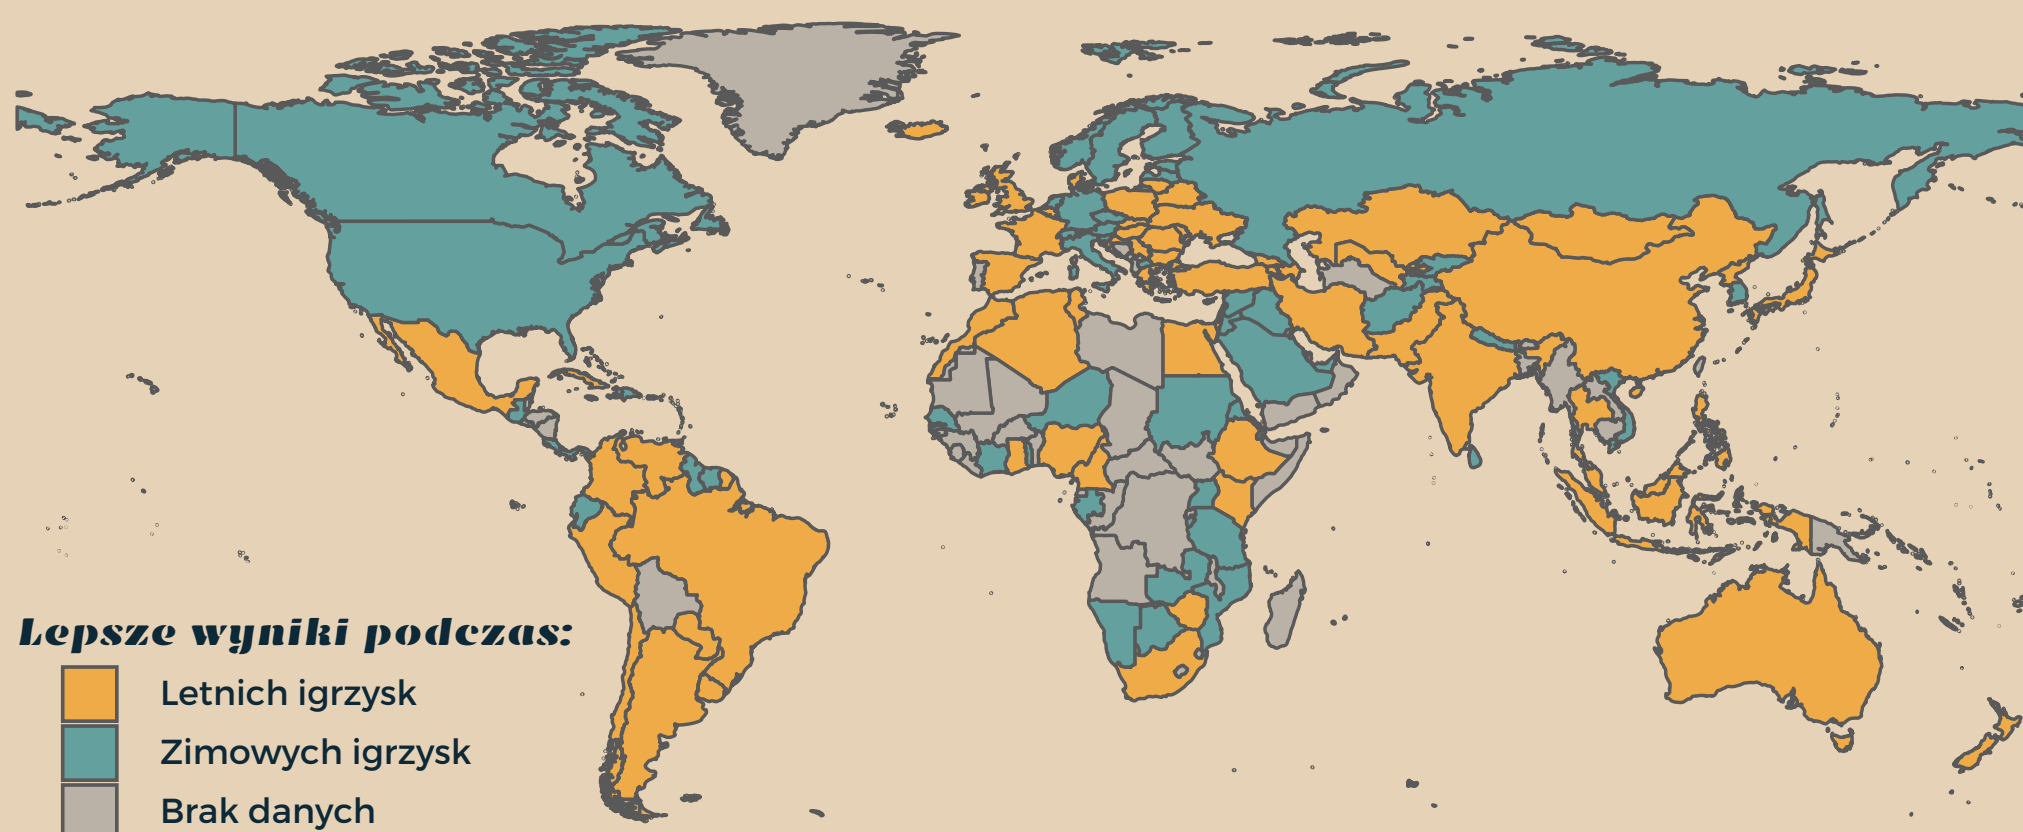 Lepsze wyniki podczas:
Letnich igrzysk
Zimowych igrzysk
Brak danych